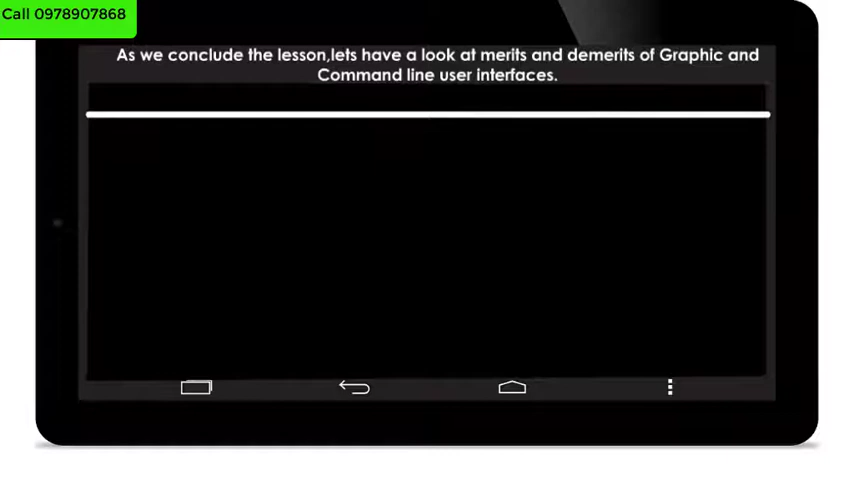 Call 0978907868
As we conclude the lesson,lets have a look at merits and demerits of Graphic and
Command line user interfaces.